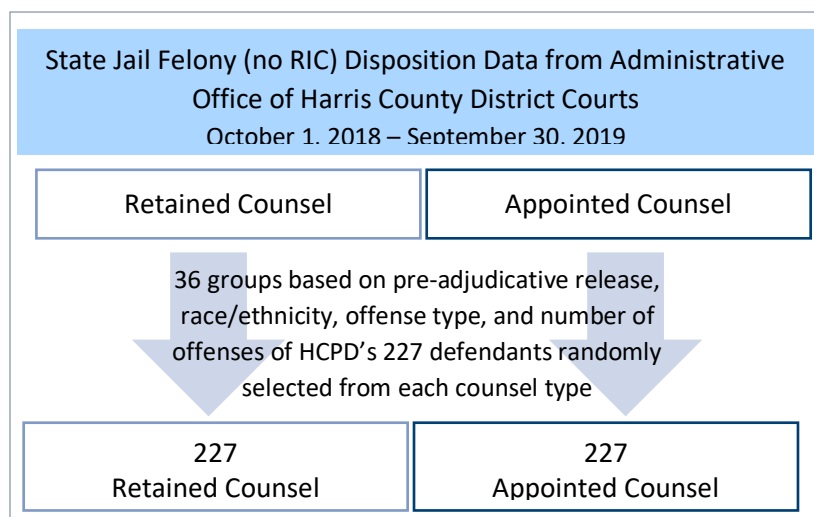 State Jail Felony (no RIC) Disposition Data from Administrative
Office of Harris County District Courts
October 1, 2018 – September 30, 2019
Retained Counsel
Appointed Counsel
36 groups based on pre-adjudicative release,
race/ethnicity, offense type, and number of
offenses of HCPD's 227 defendants randomly
selected from each counsel type
227
Retained Counsel
227
Appointed Counsel